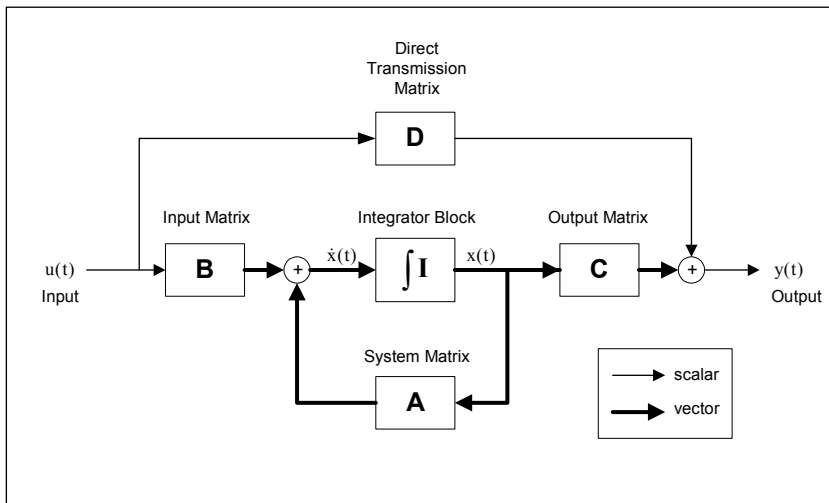 Direct
Transmission
Matrix
D
Input Matrix
Integrator Block
Output Matrix
u(t)
Input
B
+
ẋ(t)
∫I
x(t)
C
+
y(t)
Output
System Matrix
A
scalar
vector